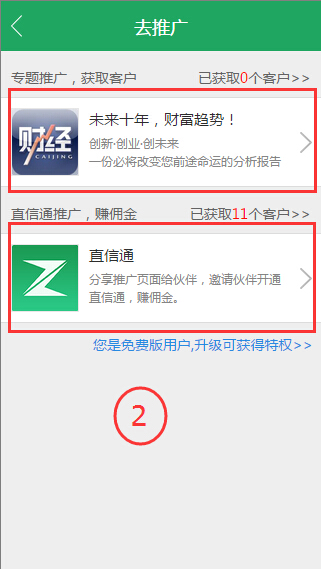 去推广
专题推广，获取客户 已获取0个客户>>
财经
CAIJING
未来十年，财富趋势！
创新·创业·创未来
一份必将改变您前途命运的分析报告
直信通推广，赚佣金 已获取11个客户>>
直信通
分享推广页面给伙伴，邀请伙伴开通
直信通，赚佣金。
您是免费版用户,升级可获得特权>>
2